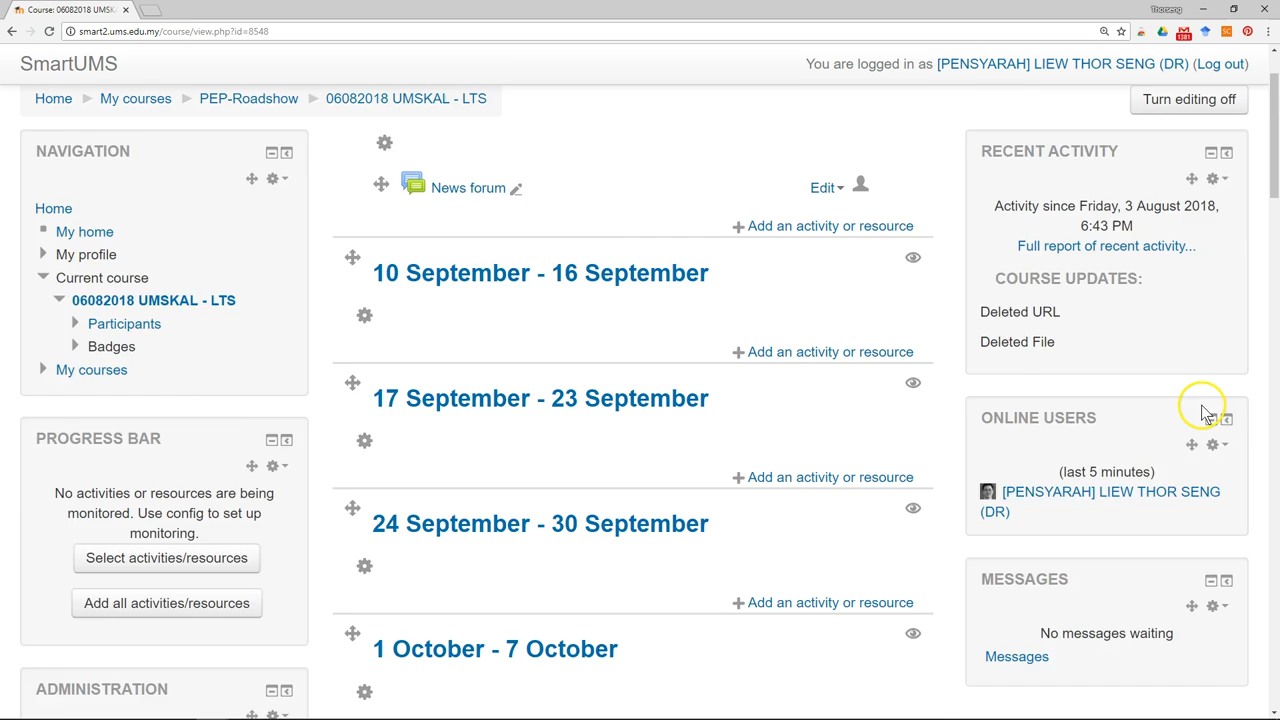 Course: 06082018 UMSK
Thorseng
smart2.ums.edu.my/course/view.php?id=8548
1381
SC
SmartUMS
You are logged in as [PENSYARAH] LIEW THOR SENG (DR) (Log out)
Home My courses PEP-Roadshow 06082018 UMSKAL - LTS
Turn editing off
NAVIGATION
Home
My home
My profile
Current course
06082018 UMSKAL - LTS
Participants
Badges
My courses
PROGRESS BAR
No activities or resources are being
monitored. Use config to set up
monitoring.
Select activities/resources
Add all activities/resources
ADMINISTRATION
News forum
Edit
Add an activity or resource
10 September - 16 September
Add an activity or resource
17 September - 23 September
Add an activity or resource
24 September - 30 September
Add an activity or resource
1 October - 7 October
RECENT ACTIVITY
Activity since Friday, 3 August 2018,
6:43 PM
Full report of recent activity...
COURSE UPDATES:
Deleted URL
Deleted File
ONLINE USERS
(last 5 minutes)
[PENSYARAH] LIEW THOR SENG
(DR)
MESSAGES
No messages waiting
Messages